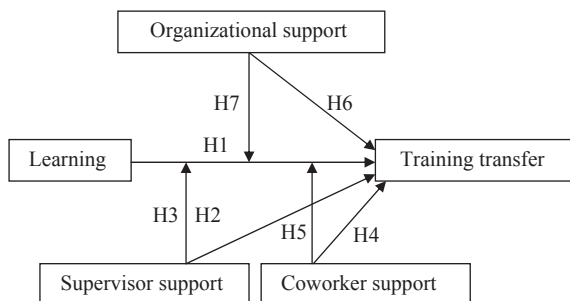 Organizational support
H7
H6
H1
Learning
Training transfer
H3
H2
H5
H4
Supervisor support
Coworker support